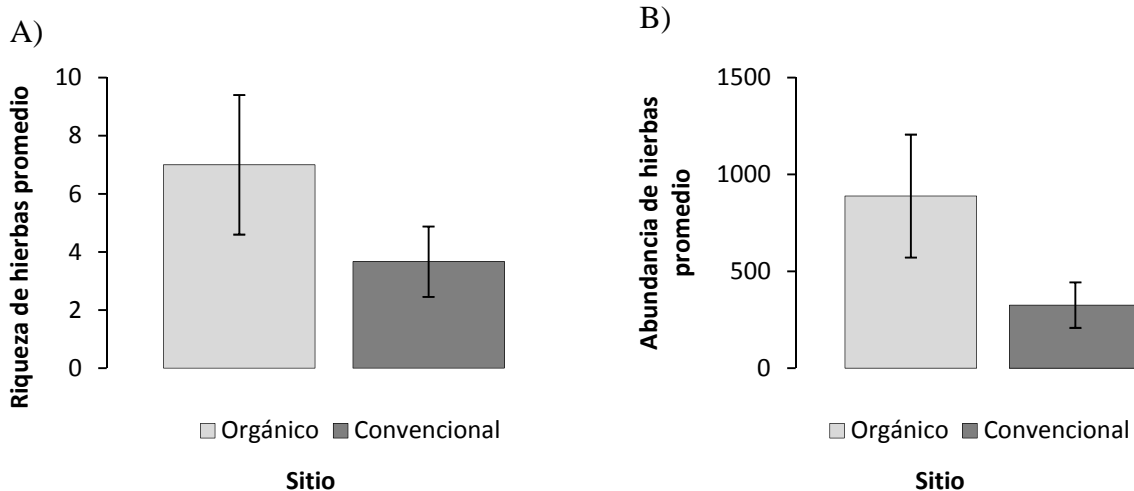 A)
Riqueza de hierbas promedio
10
8
6
4
2
0
Orgánico Convencional
Sitio
B)
Abundancia de hierbas
promedio
1500
1000
500
0
Orgánico Convencional
Sitio